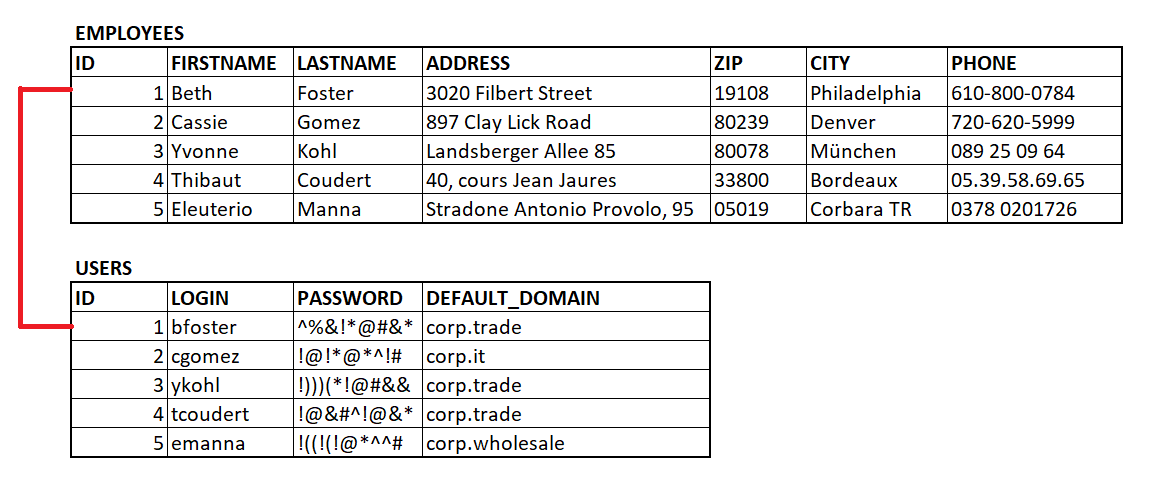 EMPLOYEES
ID FIRSTNAME LASTNAME ADDRESS ZIP CITY PHONE
1 Beth Foster 3020 Filbert Street 19108 Philadelphia 610-800-0784
2 Cassie Gomez 897 Clay Lick Road 80239 Denver 720-620-5999
3 Yvonne Kohl Landsberger Allee 85 80078 München 089 25 09 64
4 Thibaut Coudert 40, cours Jean Jaures 33800 Bordeaux 05.39.58.69.65
5 Eleuterio Manna Stradone Antonio Provolo, 95 05019 Corbara TR 0378 0201726
USERS
ID LOGIN PASSWORD DEFAULT_DOMAIN
1 bfoster ^%&!*@#&* corp.trade
2 cgomez !@!*@*^!# corp.it
3 ykohl !)))(*!@#&& corp.trade
4 tcoudert !@&#^!@&* corp.trade
5 emanna !((!(!@*^^# corp.wholesale